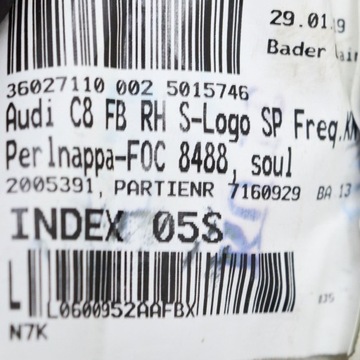 29.01.19
Bader
36027110 002 5015746
Audi C8 FB RH S-Logo SP Freq.
Perlnappa-FOC 8488, soul
2005391, PARTIENR 7160929 BA 13
INDEX 05S
L
L0600952AAFBX
N7K